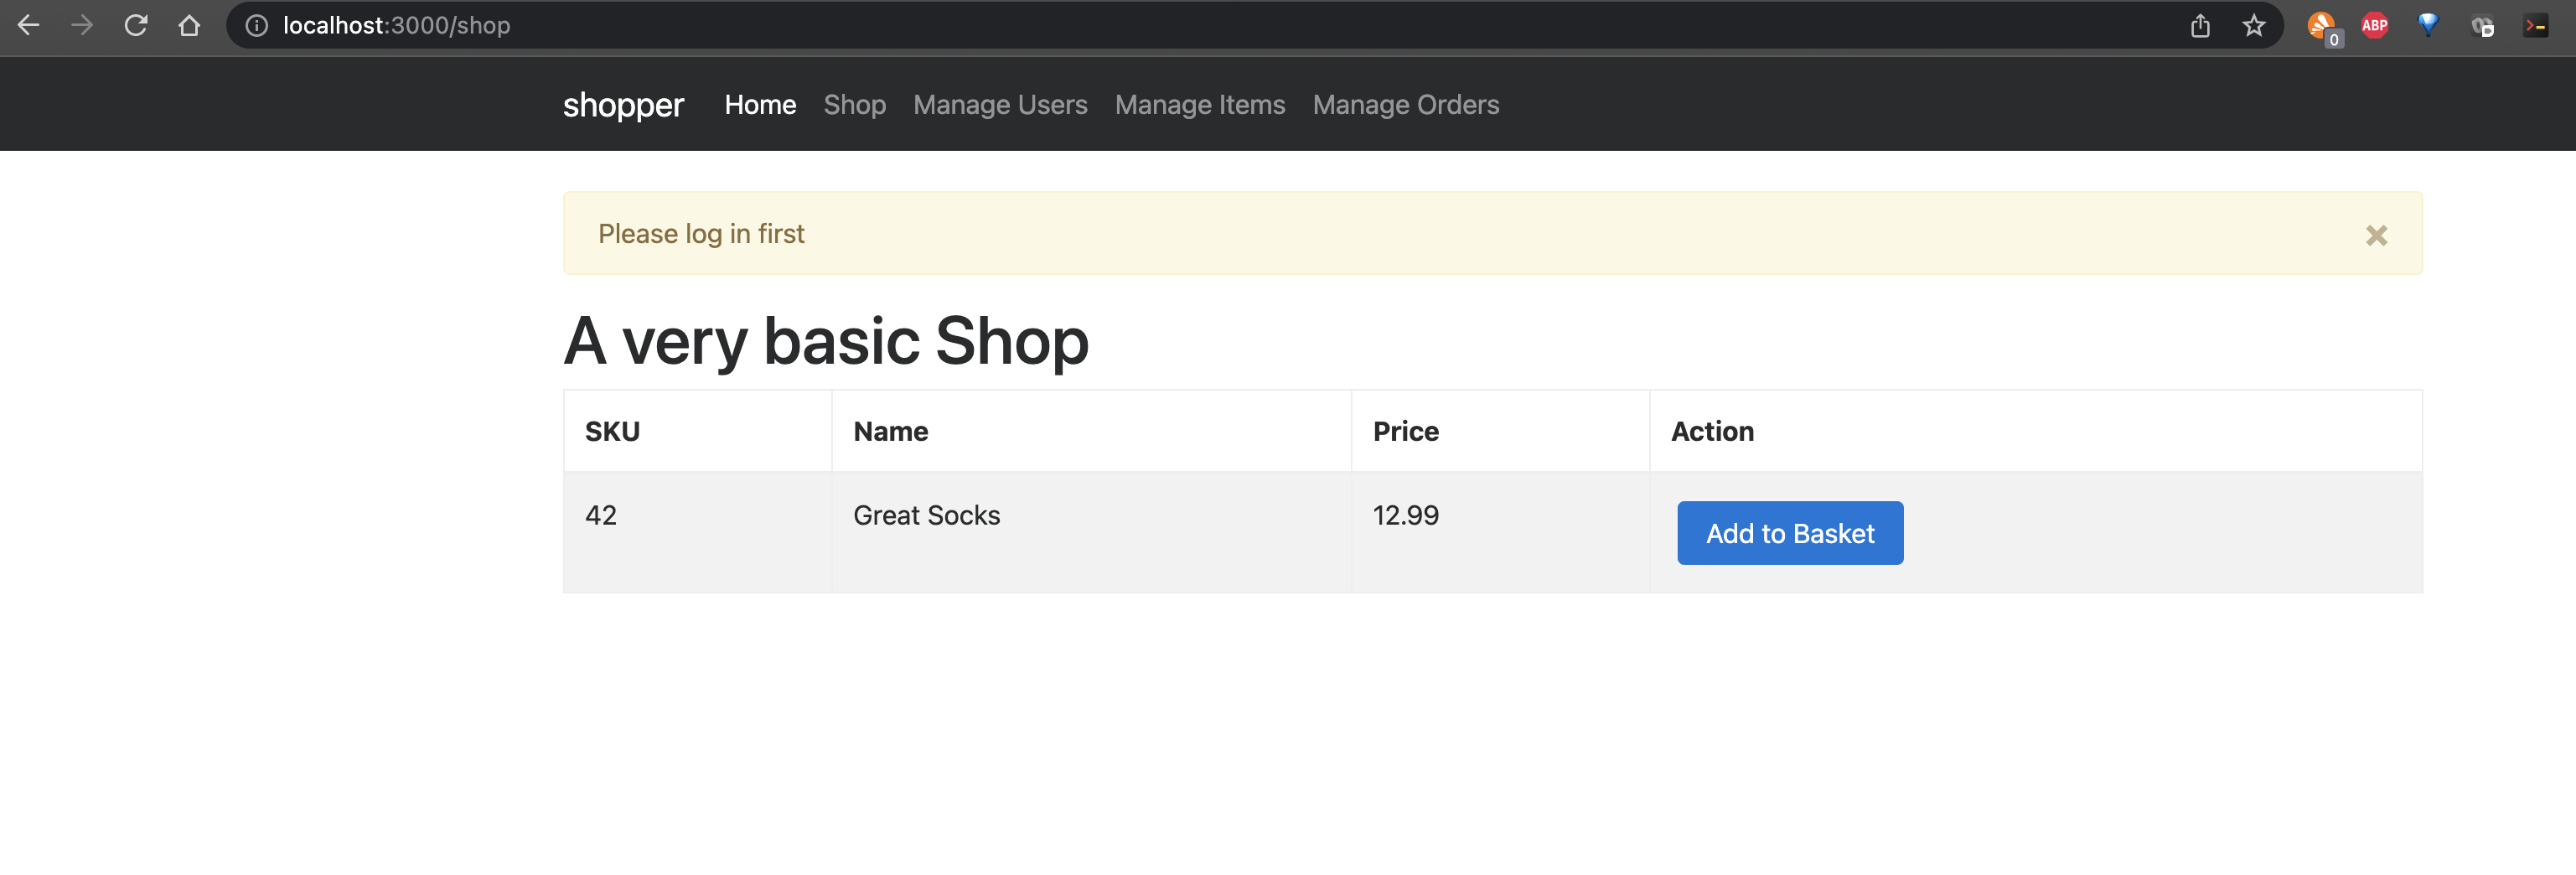 localhost:3000/shop
ABP
0
shopper Home Shop Manage Users Manage Items Manage Orders
Please log in first
×
A very basic Shop
SKU Name Price Action
42 Great Socks 12.99 Add to Basket